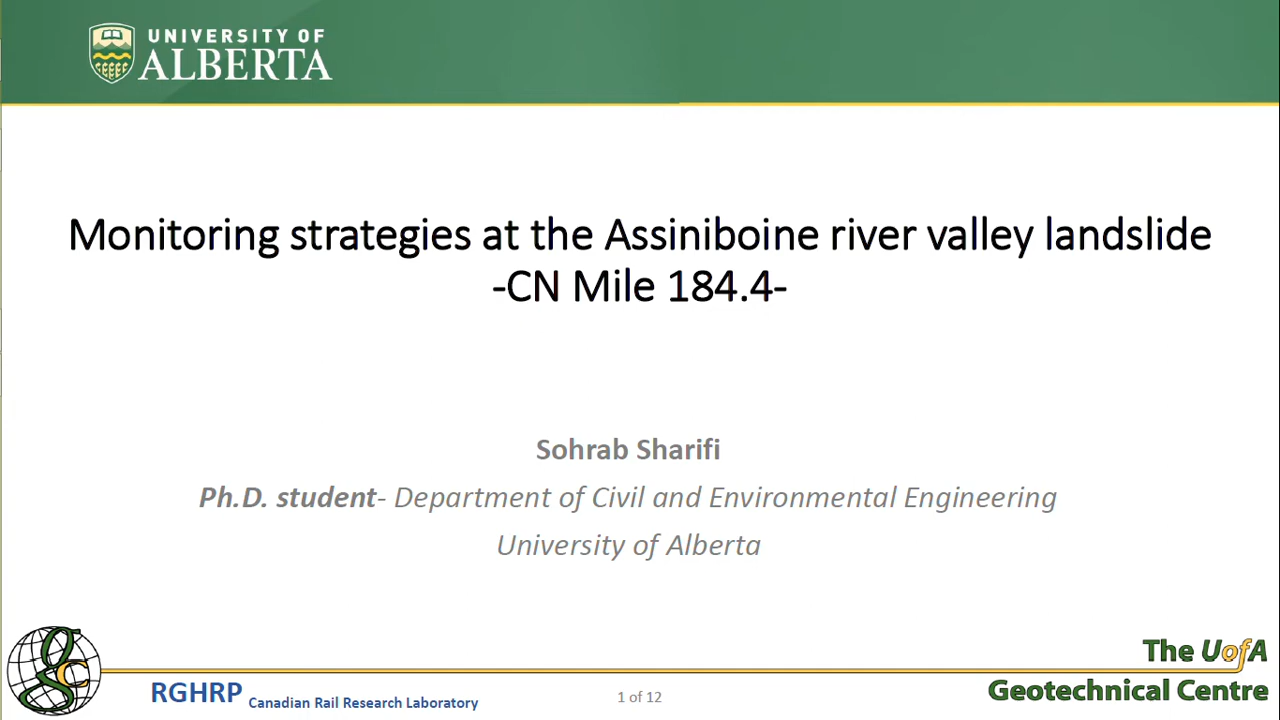 UNIVERSITY OF
ALBERTA
Monitoring strategies at the Assiniboine river valley landslide
-CN Mile 184.4-
Sohrab Sharifi
Ph.D. student- Department of Civil and Environmental Engineering
University of Alberta
gc
The UofA
Geotechnical Centre
RGHRP Canadian Rail Research Laboratory
1 of 12